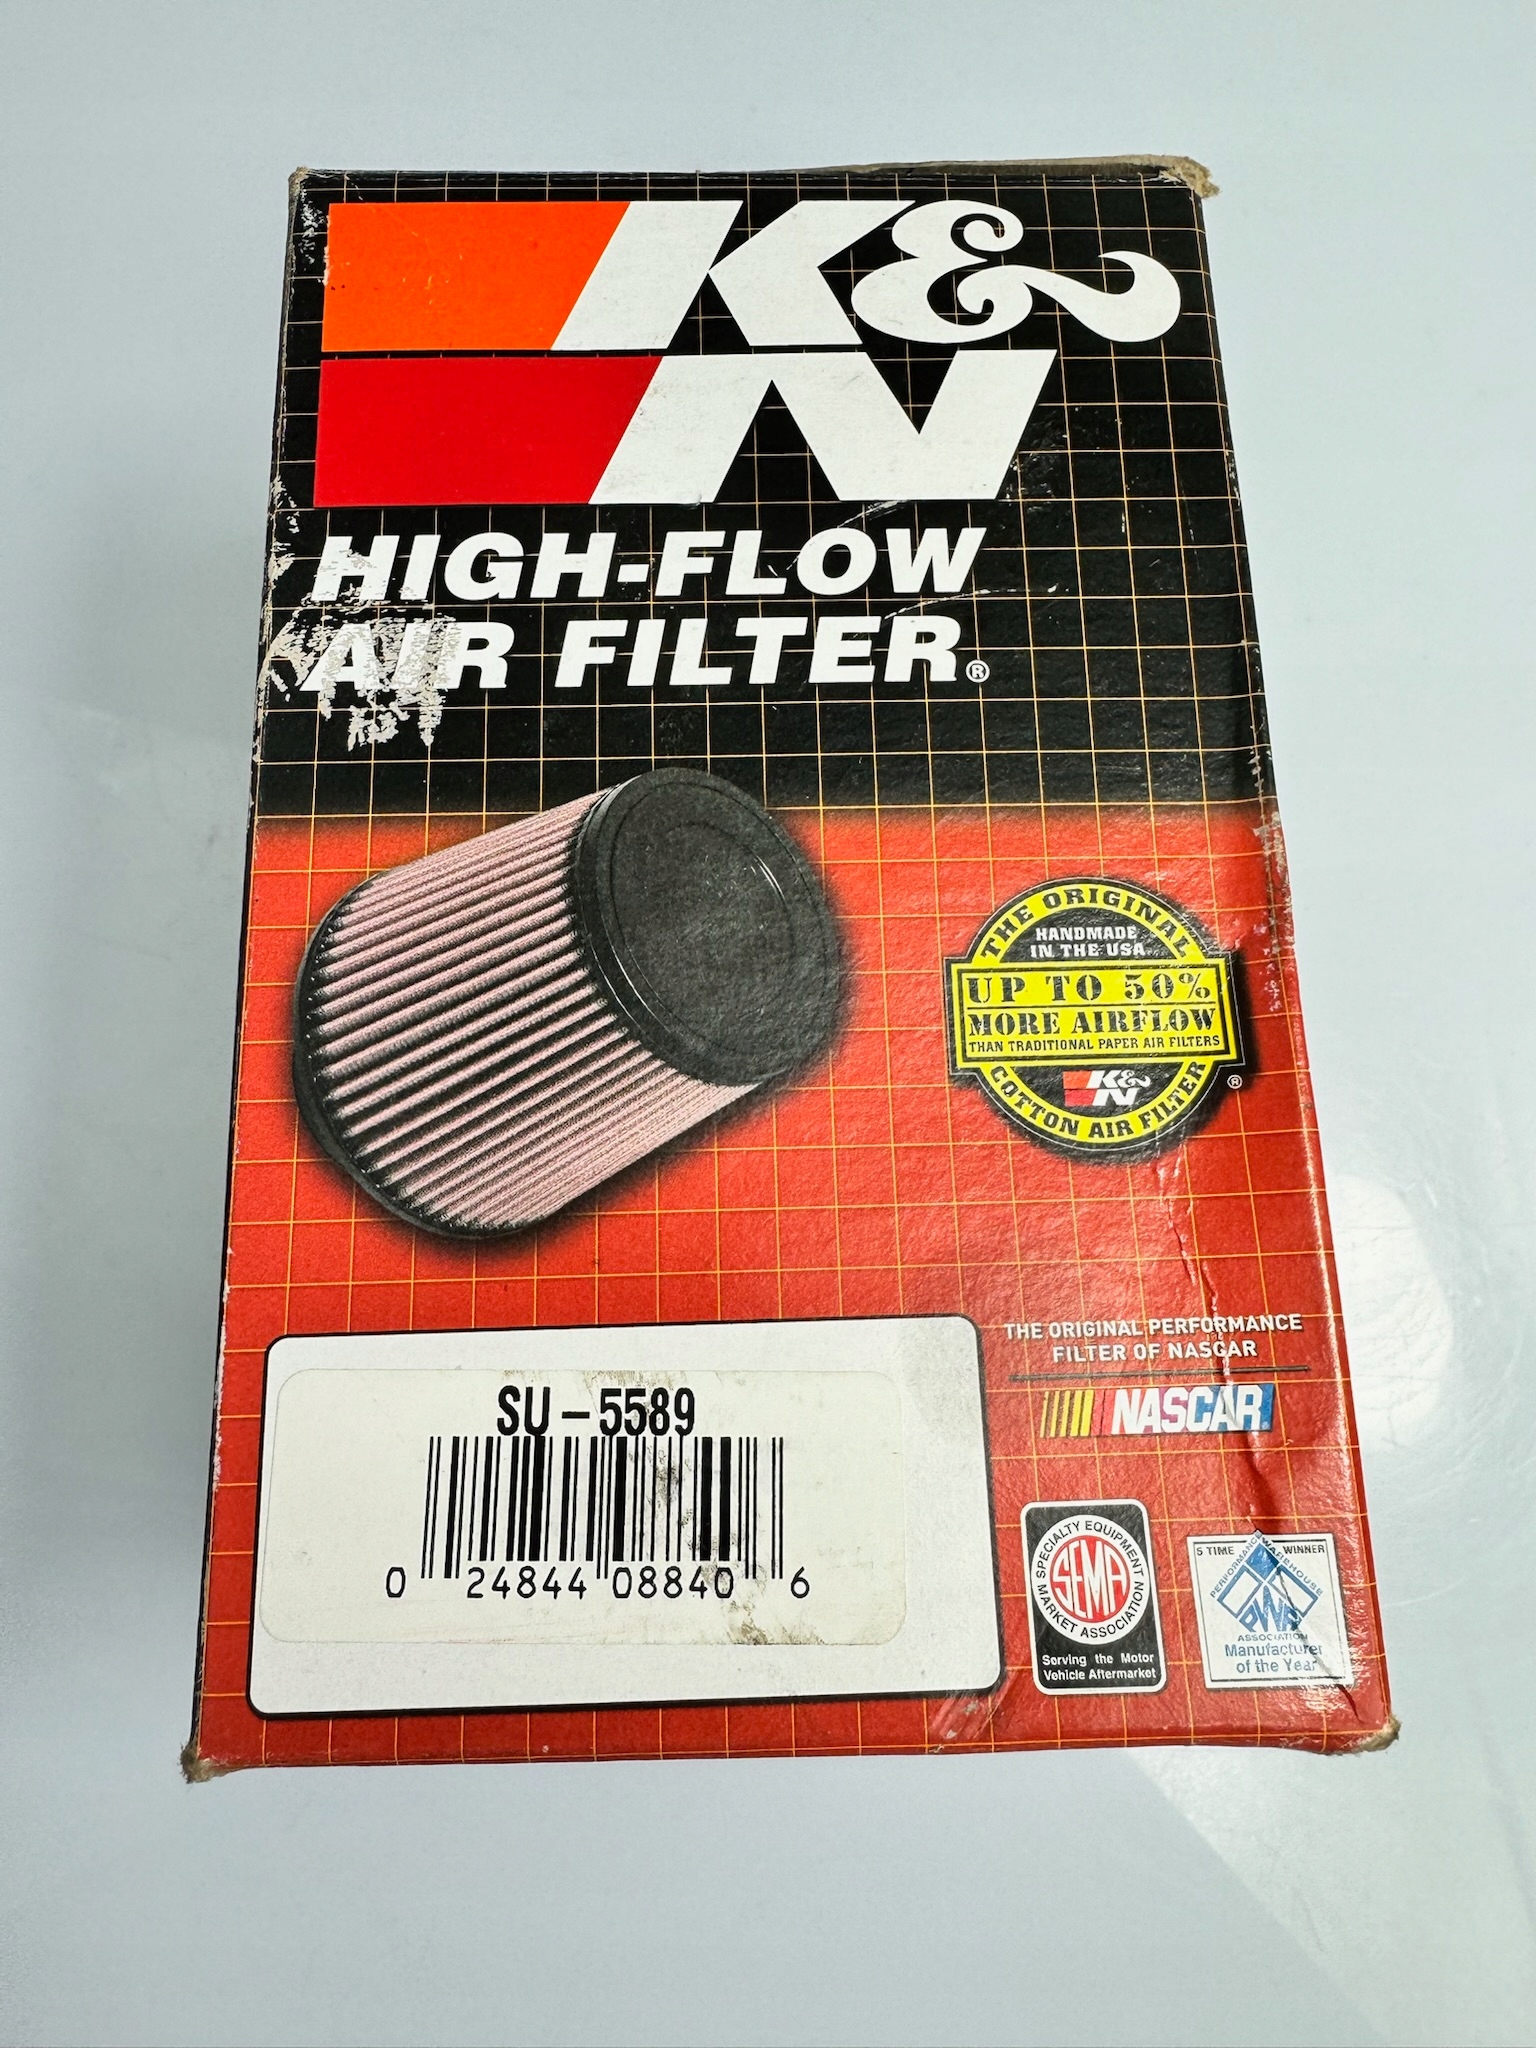 K&
N
HIGH-FLOW
AIR FILTER®
THE ORIGINAL
HANDMADE
IN THE USA
UP TO 50%
MORE AIRFLOW
THAN TRADITIONAL PAPER AIR FILTERS
K&
N
COTTON AIR FILTER
®
THE ORIGINAL PERFORMANCE
FILTER OF NASCAR
NASCAR
SU-5589
0 24844 08840 6
SPECIALTY EQUIPMENT
SEMA
MARKET ASSOCIATION
Serving the Motor
Vehicle Aftermarket
5 TIME WINNER
PERFORMANCE WAREHOUSE
PWA
ASSOCIATION
Manufacturer
of the Year